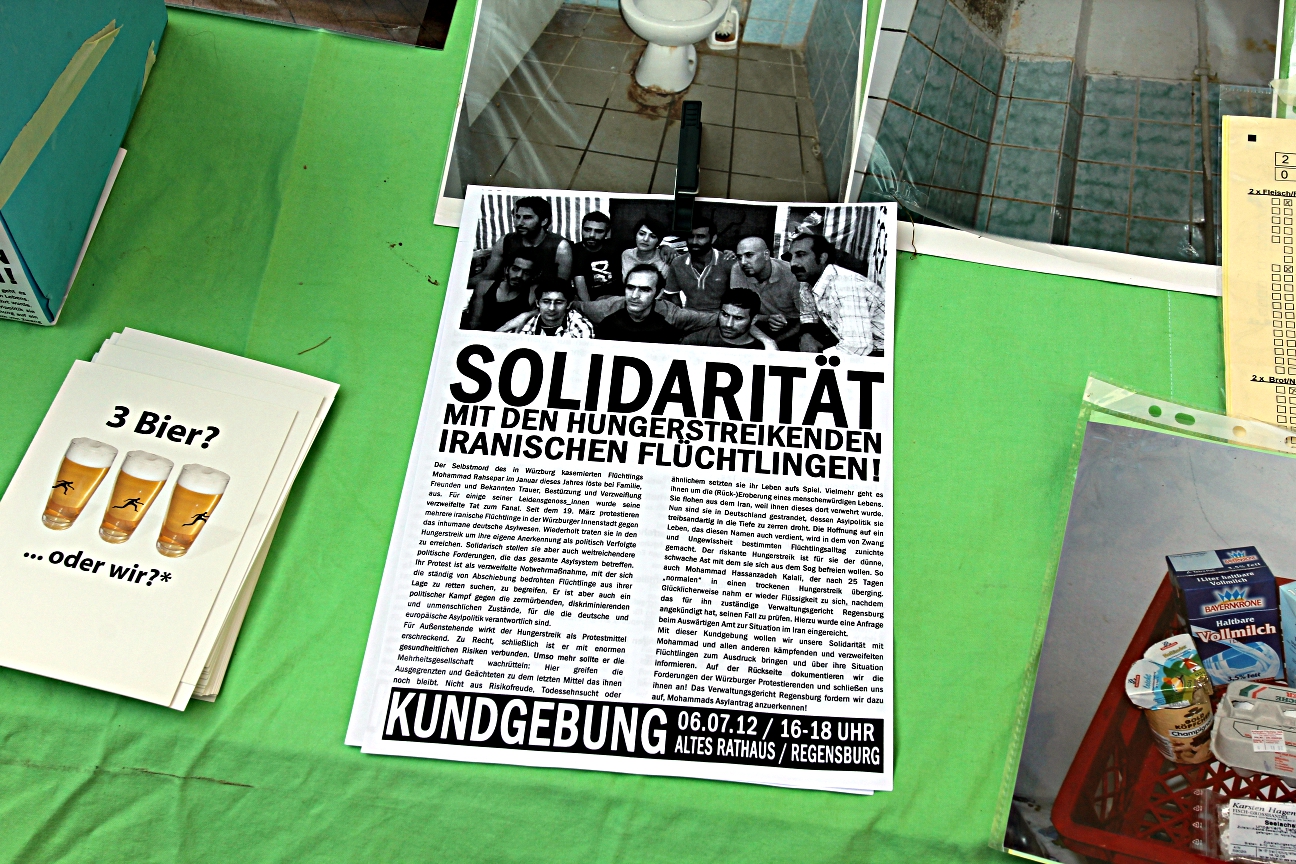 3 Bier?
... oder wir?*
SOLIDARITÄT
MIT DEN HUNGERSTREIKENDEN
IRANISCHEN FLÜCHTLINGEN!
Der Selbstmord des in Würzburg kasernierten Flüchtlings
Mohammad Rahsepar im Januar dieses Jahres löste bei Familie,
Freunden und Bekannten Trauer, Bestürzung und Verzweiflung
aus. Für einige seiner Leidensgenoss_innen wurde seine
verzweifelte Tat zum Fanal. Seit dem 19. März protestieren
mehrere iranische Flüchtlinge in der Würzburger Innenstadt gegen
das inhumane deutsche Asylwesen. Wiederholt traten sie in den
Hungerstreik um ihre eigene Anerkennung als politisch Verfolgte
zu erreichen. Solidarisch stellen sie aber auch weitreichendere
politische Forderungen, die das gesamte Asylsystem betreffen.
Ihr Protest ist als verzweifelte Notwehrmaßnahme, mit der sich
die ständig von Abschiebung bedrohten Flüchtlinge aus ihrer
Lage zu retten suchen, zu begreifen. Er ist aber auch ein
politischer Kampf gegen die zermürbenden, diskriminierenden
und unmenschlichen Zustände, für die die deutsche und
europäische Asylpolitik verantwortlich sind.
Für Außenstehende wirkt der Hungerstreik als Protestmittel
erschreckend. Zu Recht, schließlich ist er mit enormen
gesundheitlichen Risiken verbunden. Umso mehr sollte er die
Mehrheitsgesellschaft wachrütteln: Hier greifen die
Ausgegrenzten und Geächteten zu dem letzten Mittel das ihnen
noch bleibt. Nicht aus Risikofreude, Todessehnsucht oder
ähnlichem setzten sie ihr Leben aufs Spiel. Vielmehr geht es
ihnen um die (Rück-)Eroberung eines menschenwürdigen Lebens.
Sie flohen aus dem Iran, weil ihnen dieses dort verwehrt wurde.
Nun sind sie in Deutschland gestrandet, dessen Asylpolitik sie
treibsandartig in die Tiefe zu zerren droht. Die Hoffnung auf ein
Leben, das diesen Namen auch verdient, wird in dem von Zwang
und Ungewissheit bestimmten Flüchtlingsalltag zunichte
gemacht. Der riskante Hungerstreik ist für sie der dünne,
schwache Ast mit dem sie sich aus dem Sog befreien wollen. So
auch Mohammad Hassanzadeh Kalali, der nach 25 Tagen
„normalen“ in einen trockenen Hungerstreik überging.
Glücklicherweise nahm er wieder Flüssigkeit zu sich, nachdem
das für ihn zuständige Verwaltungsgericht Regensburg
angekündigt hat, seinen Fall zu prüfen. Hierzu wurde eine Anfrage
beim Auswärtigen Amt zur Situation im Iran eingereicht.
Mit dieser Kundgebung wollen wir unsere Solidarität mit
Mohammad und allen anderen kämpfenden und verzweifelten
Flüchtlingen zum Ausdruck bringen und über ihre Situation
informieren. Auf der Rückseite dokumentieren wir die
Forderungen der Würzburger Protestierenden und schließen uns
ihnen an! Das Verwaltungsgericht Regensburg fordern wir dazu
auf, Mohammads Asylantrag anzuerkennen!
KUNDGEBUNG
06.07.12 / 16-18 UHR
ALTES RATHAUS / REGENSBURG
2
0
2 x Fleisch/
2 x Brot/
3,5% Fett
1 Liter haltbare
Vollmilch
BAYERNKRONE
Haltbare
Vollmilch
3,5% Fett
Karsten Hagen